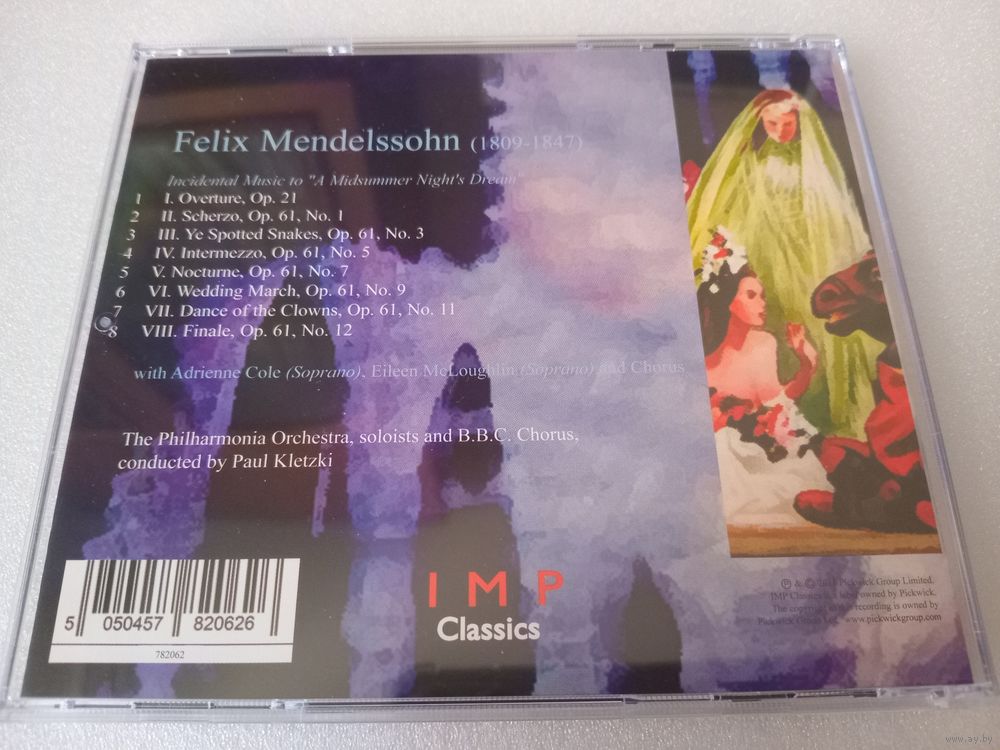 Felix Mendelssohn (1809-1847)
Incidental Music to "A Midsummer Night's Dream"
1 I. Overture, Op. 21
2 II. Scherzo, Op. 61, No. 1
3 III. Ye Spotted Snakes, Op. 61, No. 3
4 IV. Intermezzo, Op. 61, No. 5
5 V. Nocturne, Op. 61, No. 7
6 VI. Wedding March, Op. 61, No. 9
7 VII. Dance of the Clowns, Op. 61, No. 11
8 VIII. Finale, Op. 61, No. 12
with Adrienne Cole (Soprano), Eileen McLoughlin (Soprano) and Chorus
The Philharmonia Orchestra, soloists and B.B.C. Chorus,
conducted by Paul Kletzki
5 050457 820626
782062
IMP
Classics
℗ & © Pickwick Group Limited.
IMP Classics is a label owned by Pickwick.
The copyright in this recording is owned by
Pickwick Group Ltd. www.pickwickgroup.com
www.ay.by